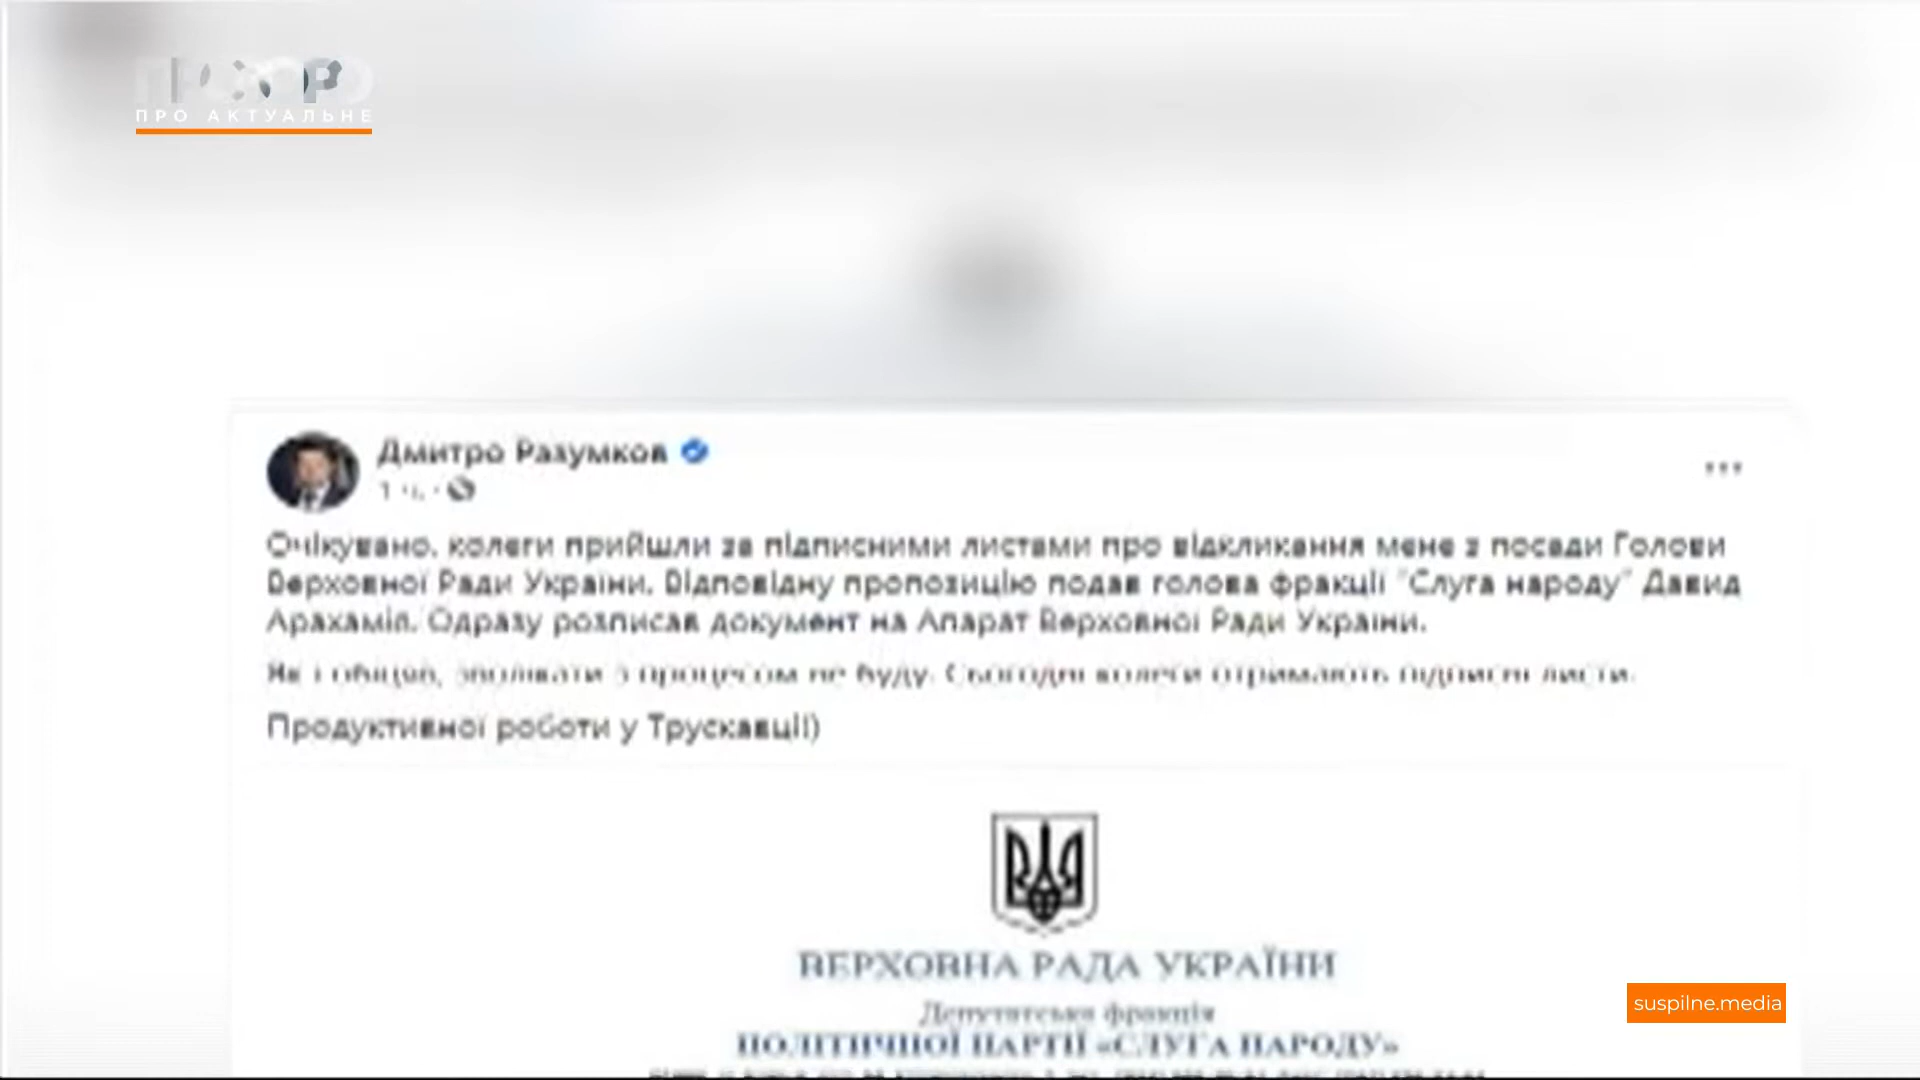 ПРО АКТУАЛЬНЕ
Дмитро Разумков
1 ч.
Очікувано, колеги прийшли за підписними листами про відкликання мене з посади Голови
Верховної Ради України. Відповідну пропозицію подав голова фракції "Слуга народу" Давид
Арахамія. Одразу розписав документ на Апарат Верховної Ради України.
Як і обіцяв, зволікати з процесом не буду. Сьогодні колеги отримають підписні листи.
Продуктивної роботи у Трускавці!)
ВЕРХОВНА РАДА УКРАЇНИ
Депутатська фракція
ПОЛІТИЧНОЇ ПАРТІЇ «СЛУГА НАРОДУ»
suspilne.media